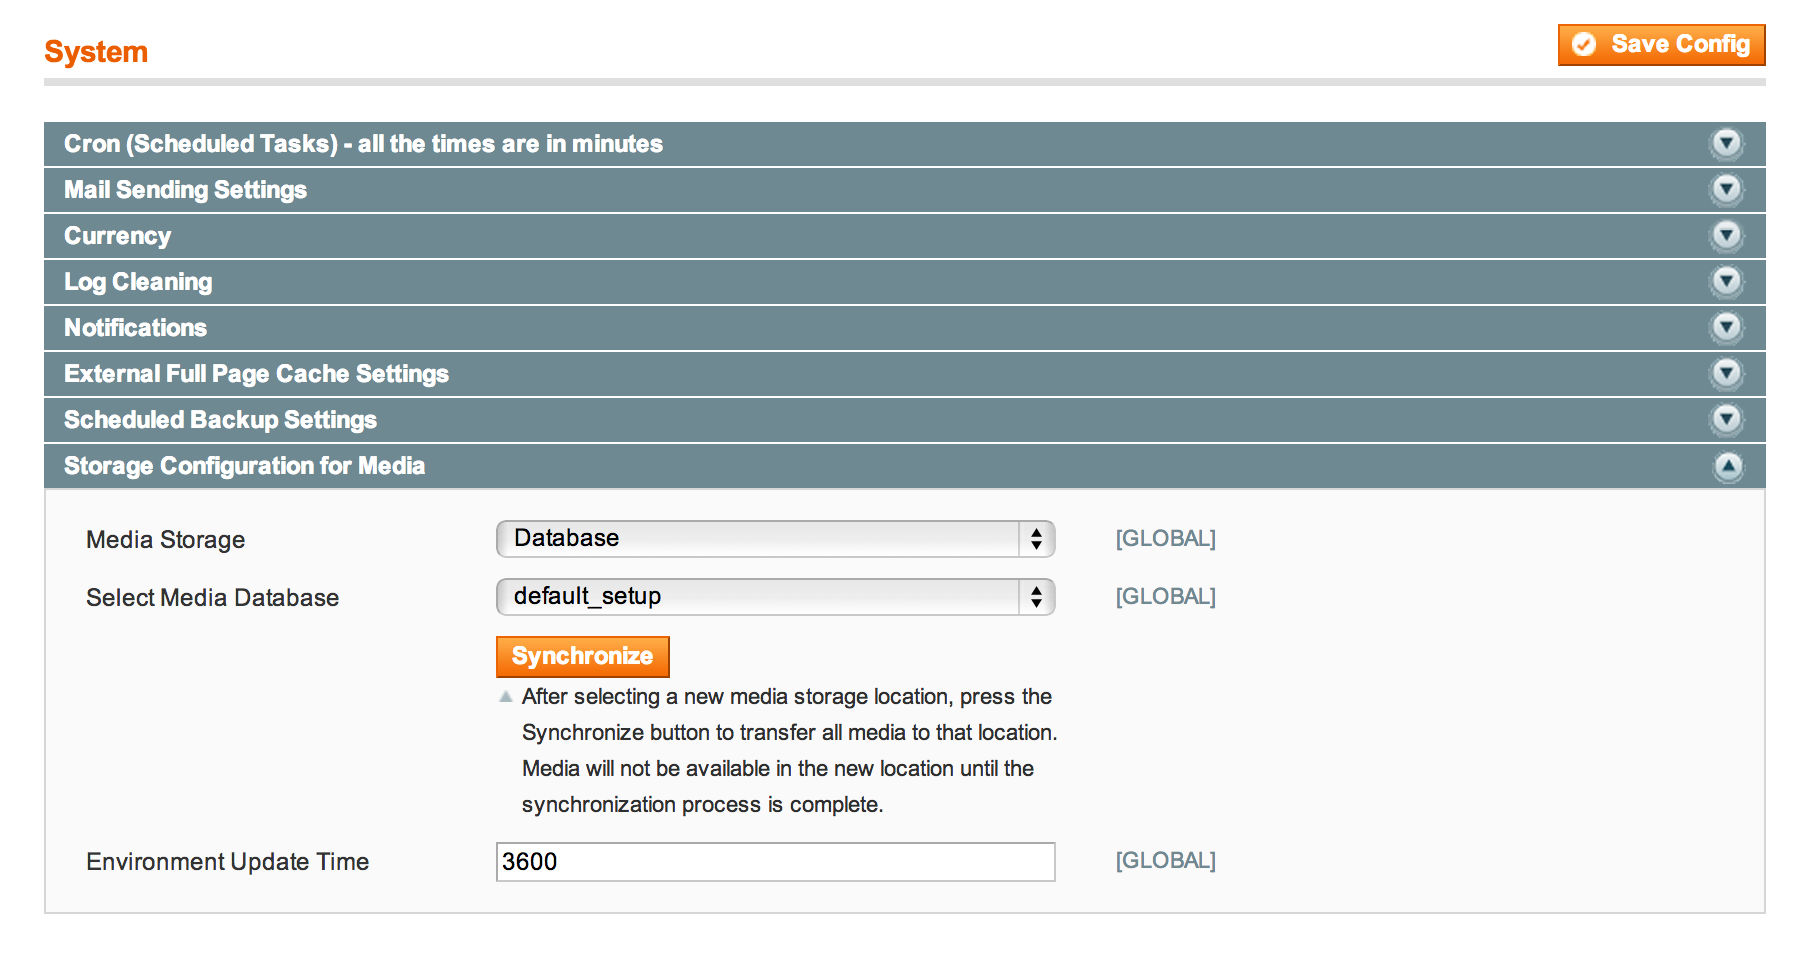 System
Save Config
Cron (Scheduled Tasks) - all the times are in minutes
Mail Sending Settings
Currency
Log Cleaning
Notifications
External Full Page Cache Settings
Scheduled Backup Settings
Storage Configuration for Media
Media Storage Database [GLOBAL]
Select Media Database default_setup [GLOBAL]
Synchronize
After selecting a new media storage location, press the
Synchronize button to transfer all media to that location.
Media will not be available in the new location until the
synchronization process is complete.
Environment Update Time 3600 [GLOBAL]